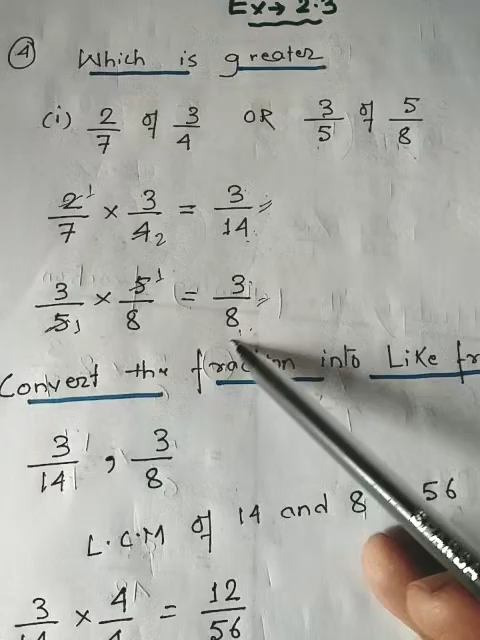 Ex → 2.3
④ Which is greater
(i) 2/7 of 3/4 OR 3/5 of 5/8
2/7 × 3/4 = 3/14
3/5 × 5/8 = 3/8
Convert the fraction into Like fr
3/14 , 3/8
L.C.M of 14 and 8 56
3/14 × 4/4 = 12/56